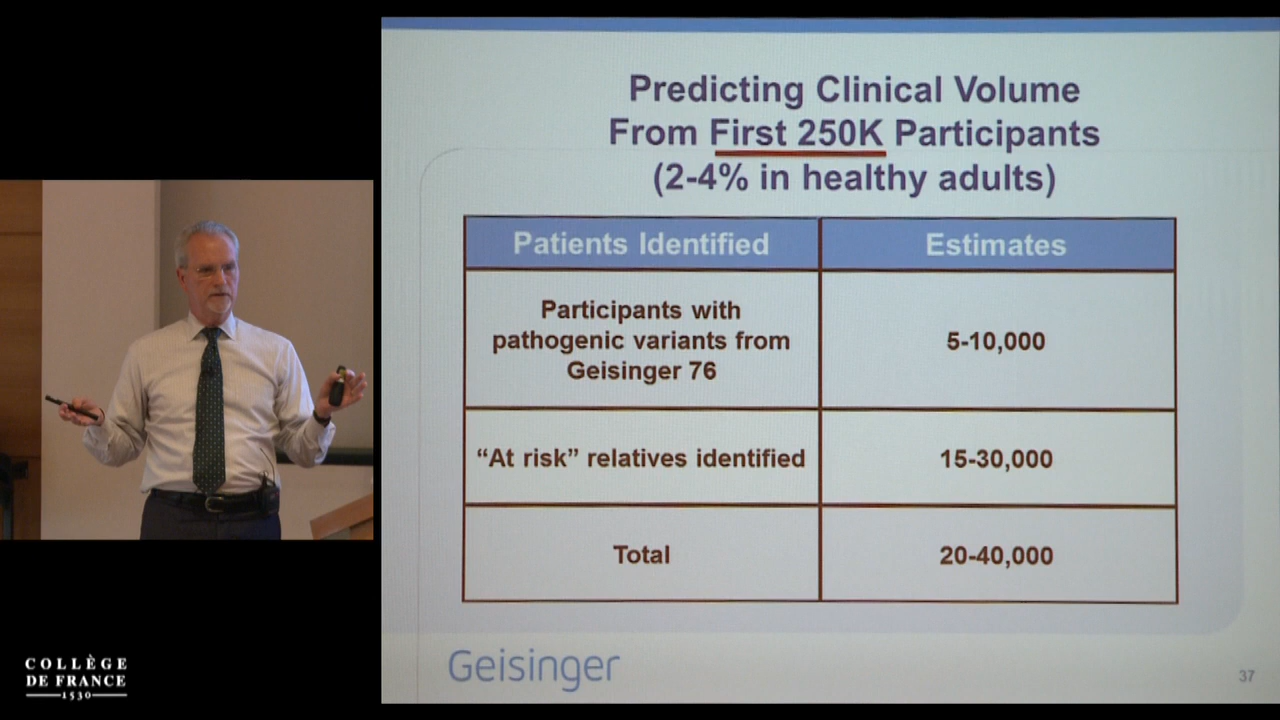 Predicting Clinical Volume
From First 250K Participants
(2-4% in healthy adults)
Patients Identified
Estimates
Participants with
pathogenic variants from
Geisinger 76
5-10,000
“At risk” relatives identified
15-30,000
Total
20-40,000
Geisinger
37
COLLÈGE
DE FRANCE
1530